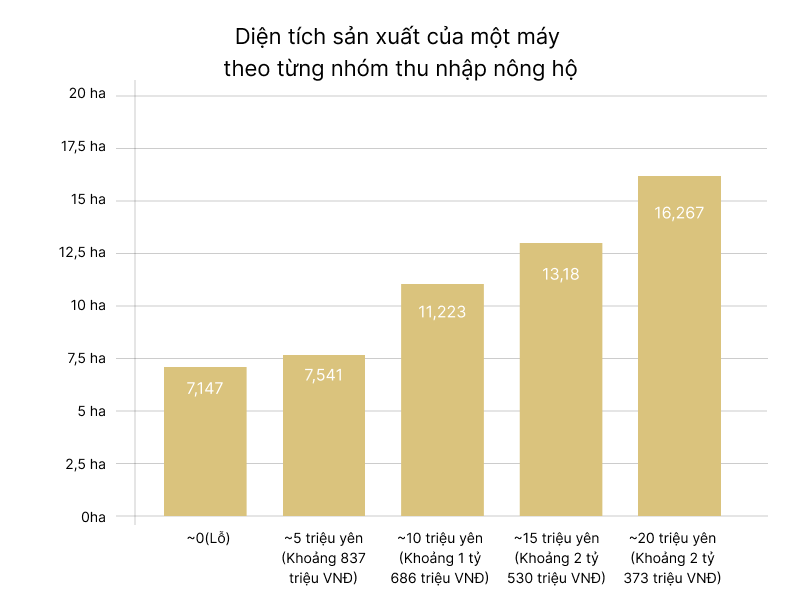 Diện tích sản xuất của một máy
theo từng nhóm thu nhập nông hộ
20 ha
17,5 ha
15 ha
12,5 ha
10 ha
7,5 ha
5 ha
2,5 ha
0ha
7,147
7,541
11,223
13,18
16,267
~0(Lỗ)
~5 triệu yên
(Khoảng 837
triệu VNĐ)
~10 triệu yên
(Khoảng 1 tỷ
686 triệu VNĐ)
~15 triệu yên
(Khoảng 2 tỷ
530 triệu VNĐ)
~20 triệu yên
(Khoảng 2 tỷ
373 triệu VNĐ)